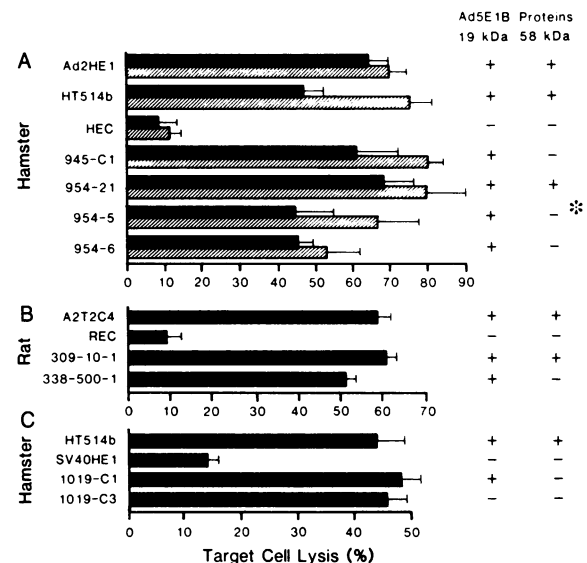 Ad5E1B Proteins
19 kDa 58 kDa
A
Hamster
Ad2HE1 + +
HT514b + +
HEC − −
945-C1 + −
954-21 + +
954-5 + − *
954-6 + −
0 10 20 30 40 50 60 70 80 90
B
Rat
A2T2C4 + +
REC − −
309-10-1 + +
338-500-1 + −
0 10 20 30 40 50 60 70
C
Hamster
HT514b + +
SV40HE1 − −
1019-C1 + −
1019-C3 − −
0 10 20 30 40 50
Target Cell Lysis (%)